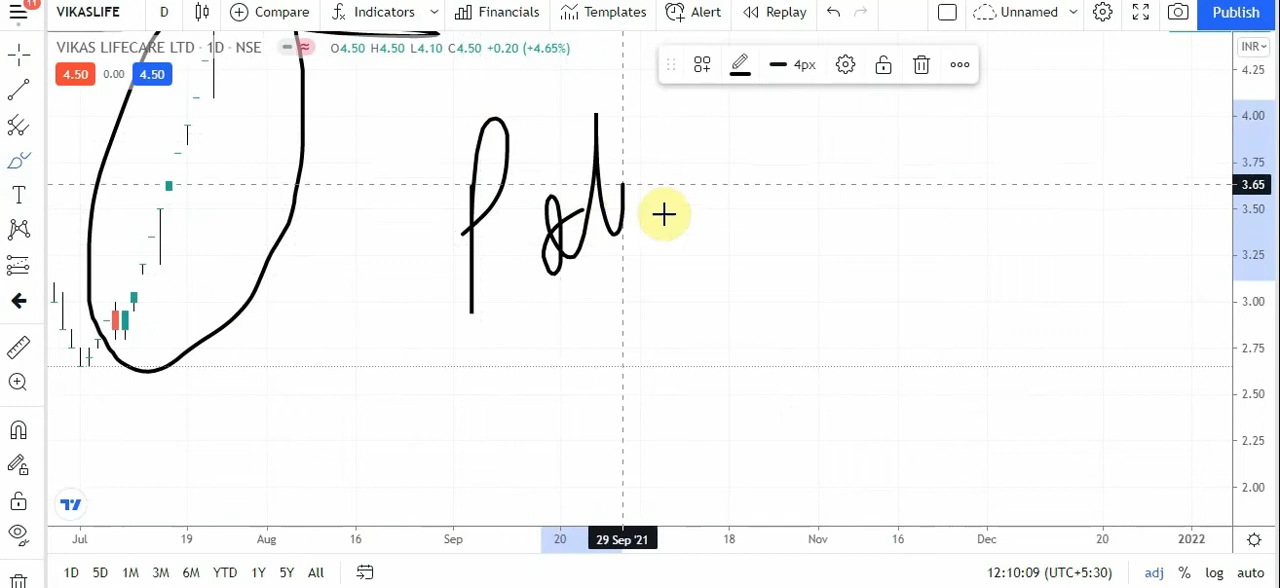 11
VIKASLIFE D Compare Indicators Financials Templates Alert Replay Unnamed Publish
VIKAS LIFECARE LTD · 1D · NSE O4.50 H4.50 L4.10 C4.50 +0.20 (+4.65%)
INR
4.50 0.00 4.50
4px
4.25
4.00
3.75
3.65
3.50
3.25
3.00
2.75
2.50
2.25
2.00
Jul 19 Aug 16 Sep 20 29 Sep '21 18 Nov 16 Dec 20 2022
1D 5D 1M 3M 6M YTD 1Y 5Y All 12:10:09 (UTC+5:30) adj % log auto